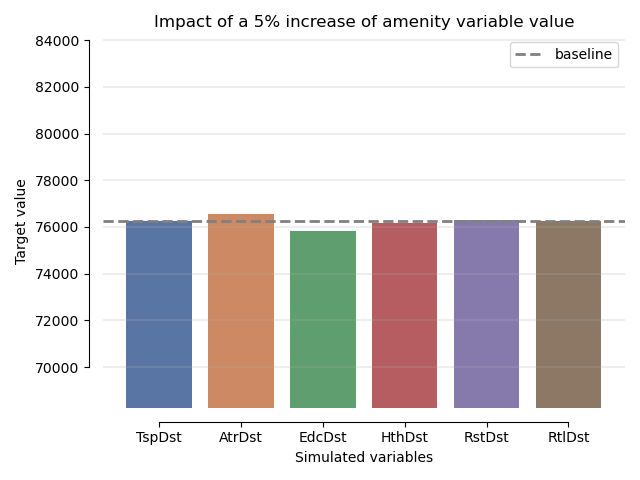 Impact of a 5% increase of amenity variable value
84000
baseline
82000
80000
78000
76000
74000
72000
70000
Target value
TspDst AtrDst EdcDst HthDst RstDst RtlDst
Simulated variables